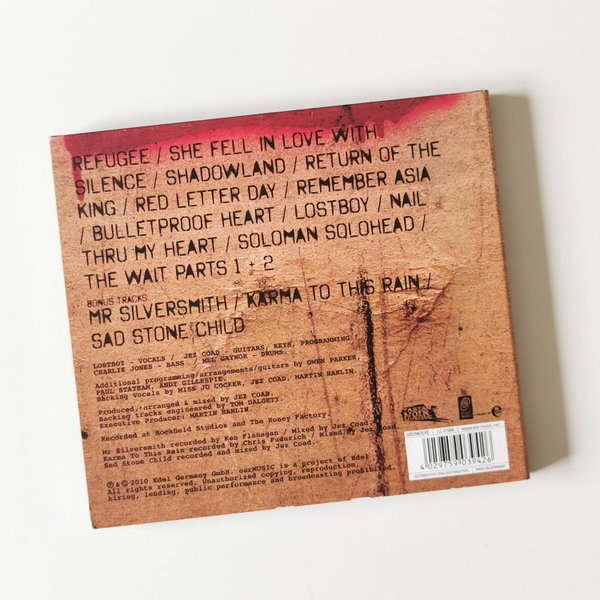 REFUGEE / SHE FELL IN LOVE WITH
SILENCE / SHADOWLAND / RETURN OF THE
KING / RED LETTER DAY / REMEMBER ASIA
/ BULLETPROOF HEART / LOSTBOY / NAIL
THRU MY HEART / SOLOMAN SOLOHEAD /
THE WAIT PARTS 1 + 2
BONUS TRACKS
MR SILVERSMITH / KARMA TO THIS RAIN /
SAD STONE CHILD
LOSTBOY - VOCALS / JEZ COAD - GUITARS, KEYS, PROGRAMMING
CHARLIE JONES - BASS / MEL GAYNOR - DRUMS.
Additional programming/arrangements/guitars by OWEN PARKER
PAUL STATHAM, ANDY GILLESPIE.
Backing Vocals by MISS JO COCKER, JEZ COAD, MARTIN HANLIN
Produced, arranged & mixed by JEZ COAD.
Backing tracks engineered by TOM DALGETI.
Executive Producer: MARTIN HANLIN.
Recorded at Rockfield Studios and the Honey Factory.
Mr Silversmith recorded by Ken Flanagan / Mixed by Jez Coad
Karma To This Rain recorded by Chris Fudurich / Mixed by Jez Coad.
Sad Stone Child recorded and mixed by Jez Coad.
℗ & © 2010 Edel Germany GmbH. earMUSIC is a project of Edel
All rights reserved. Unauthorized copying, reproduction,
hiring, lending, public performance and broadcasting prohibited.
4 029759 039426